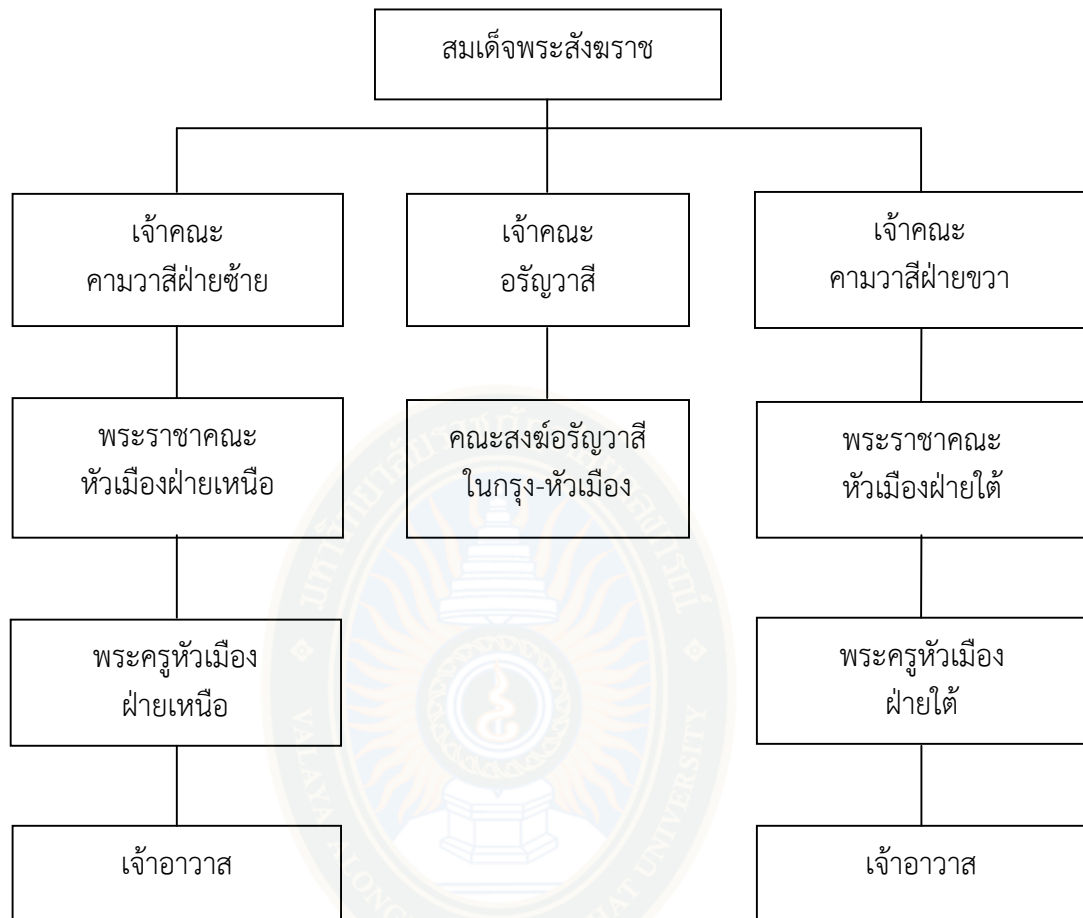 สมเด็จพระสังฆราช
เจ้าคณะ
คามวาสีฝ่ายซ้าย
เจ้าคณะ
อรัญวาสี
เจ้าคณะ
คามวาสีฝ่ายขวา
พระราชาคณะ
หัวเมืองฝ่ายเหนือ
คณะสงฆ์อรัญวาสี
ในกรุง-หัวเมือง
พระราชาคณะ
หัวเมืองฝ่ายใต้
พระครูหัวเมือง
ฝ่ายเหนือ
พระครูหัวเมือง
ฝ่ายใต้
เจ้าอาวาส
เจ้าอาวาส